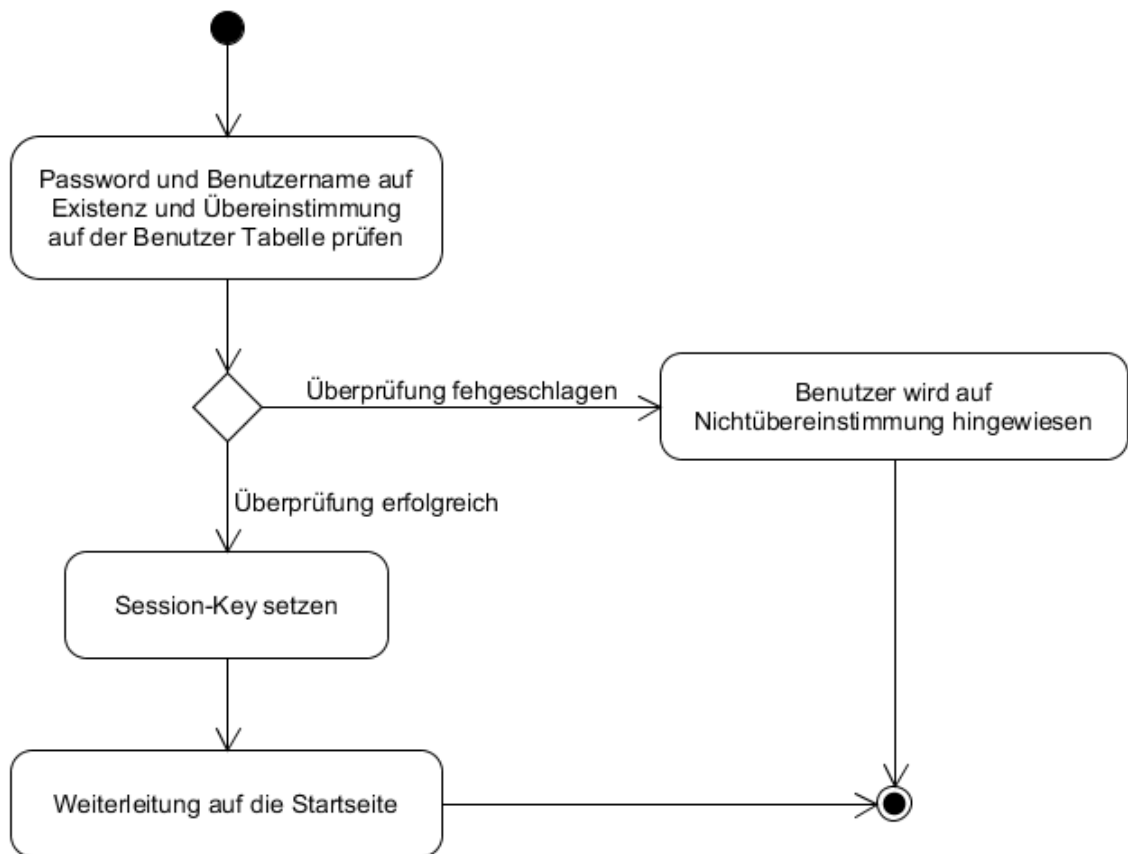 Password und Benutzername auf
Existenz und Übereinstimmung
auf der Benutzer Tabelle prüfen
Überprüfung fehgeschlagen
Benutzer wird auf
Nichtübereinstimmung hingewiesen
Überprüfung erfolgreich
Session-Key setzen
Weiterleitung auf die Startseite